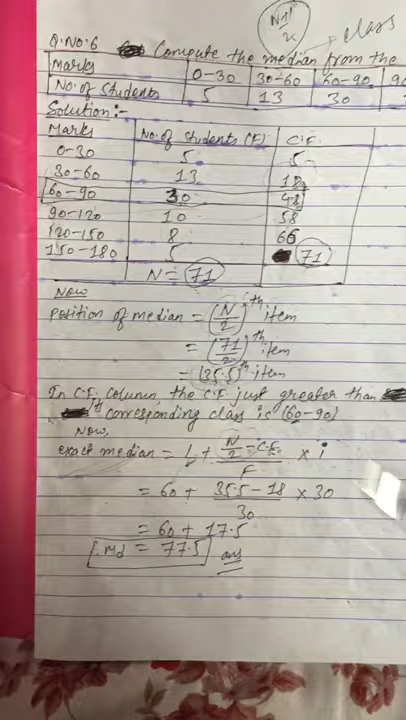 N+1
2
class
Q.No.6 Compute the median from the
Marks 0-30 30-60 60-90 90
No. of Students 5 13 30
Solution:-
Marks No. of Students (F) C.F.
0-30 5 5
30-60 13 18
60-90 30 48
90-120 10 58
120-150 8 66
150-180 5 71
N = 71
Now
Position of median = (N/2)th item
= (71/2)th item
= (35.5)th item
In C.F. column, the C.F. just greater than
corresponding class is (60-90)
Now,
exact median = L + N/2 - C.F. / F × i
= 60 + 35.5 - 18 / 30 × 30
= 60 + 17.5
Md = 77.5 ans